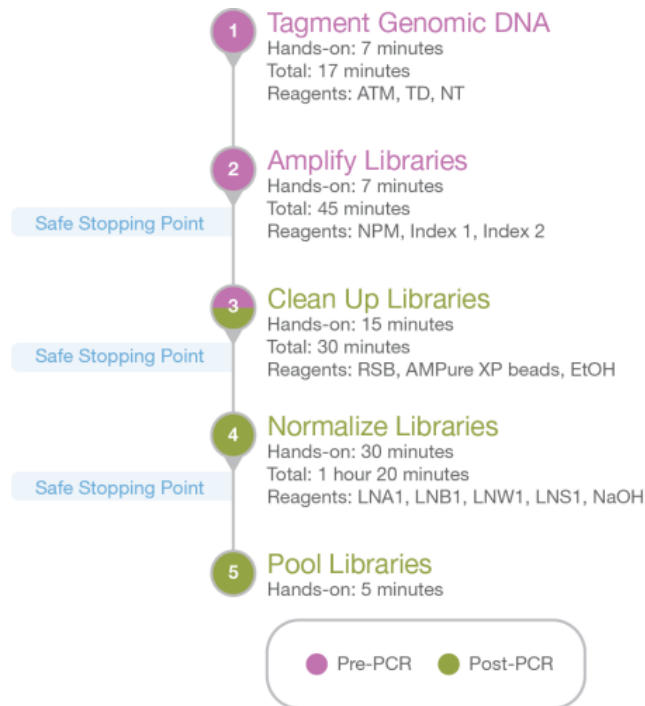 1
Tagment Genomic DNA
Hands-on: 7 minutes
Total: 17 minutes
Reagents: ATM, TD, NT
2
Amplify Libraries
Hands-on: 7 minutes
Total: 45 minutes
Reagents: NPM, Index 1, Index 2
Safe Stopping Point
3
Clean Up Libraries
Hands-on: 15 minutes
Total: 30 minutes
Reagents: RSB, AMPure XP beads, EtOH
Safe Stopping Point
4
Normalize Libraries
Hands-on: 30 minutes
Total: 1 hour 20 minutes
Reagents: LNA1, LNB1, LNW1, LNS1, NaOH
Safe Stopping Point
5
Pool Libraries
Hands-on: 5 minutes
Pre-PCR
Post-PCR